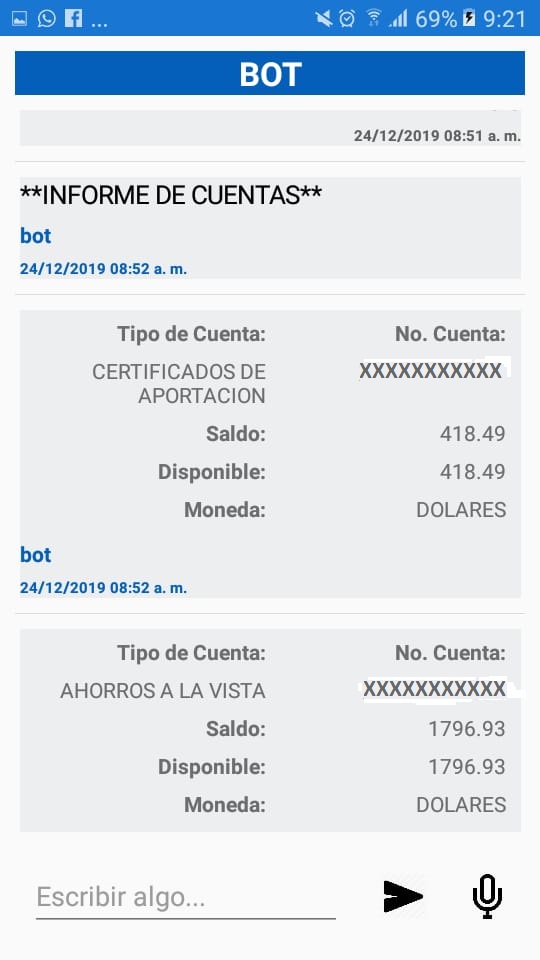 ... 69% 9:21
BOT
24/12/2019 08:51 a. m.
**INFORME DE CUENTAS**
bot
24/12/2019 08:52 a. m.
Tipo de Cuenta: No. Cuenta:
CERTIFICADOS DE XXXXXXXXXXX
APORTACION
Saldo: 418.49
Disponible: 418.49
Moneda: DOLARES
bot
24/12/2019 08:52 a. m.
Tipo de Cuenta: No. Cuenta:
AHORROS A LA VISTA XXXXXXXXXXX
Saldo: 1796.93
Disponible: 1796.93
Moneda: DOLARES
Escribir algo...